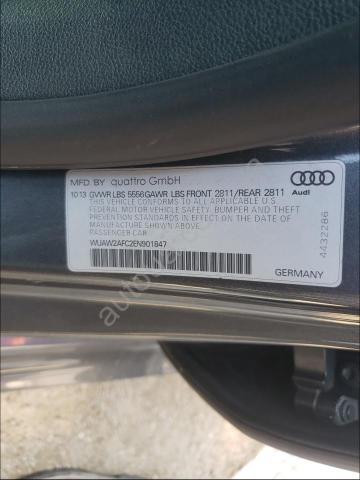 MFD BY quattro GmbH
10 13 GVWR LBS 5556GAWR LBS FRONT 2811/REAR 2811
THIS VEHICLE CONFORMS TO ALL APPLICABLE U.S.
FEDERAL MOTOR VEHICLE SAFETY, BUMPER AND THEFT
PREVENTION STANDARDS IN EFFECT ON THE DATE OF
MANUFACTURE SHOWN ABOVE.
PASSENGER CAR
WUAW2AFC2EN901847
Audi
4432286
GERMANY